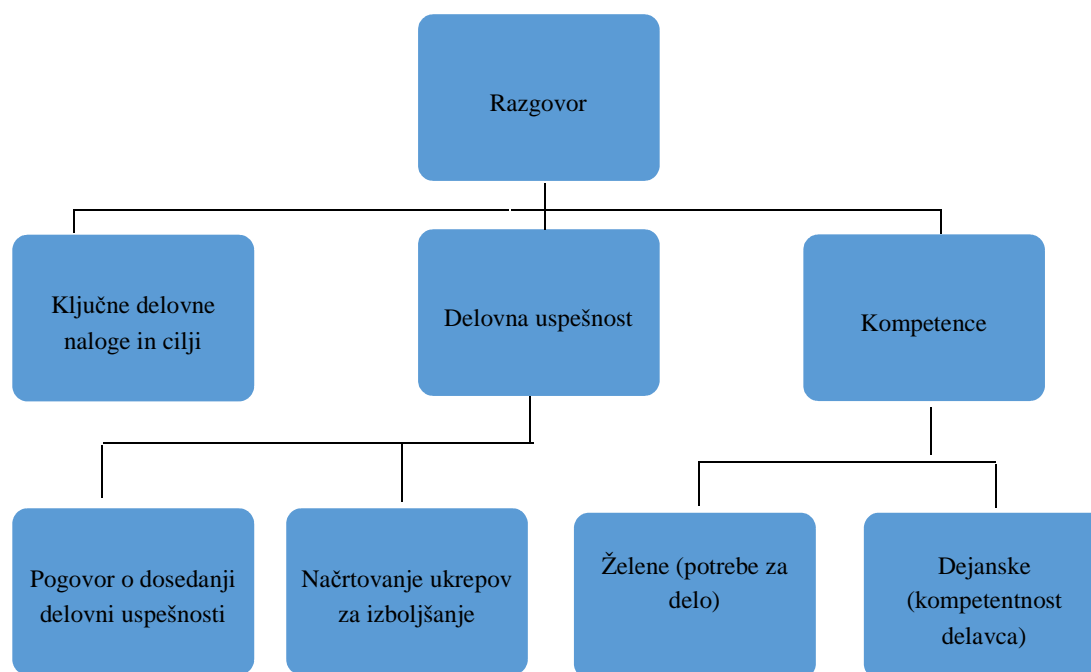 Razgovor
Ključne delovne
naloge in cilji
Delovna uspešnost
Kompetence
Pogovor o dosedanji
delovni uspešnosti
Načrtovanje ukrepov
za izboljšanje
Želene (potrebe za
delo)
Dejanske
(kompetentnost
delavca)